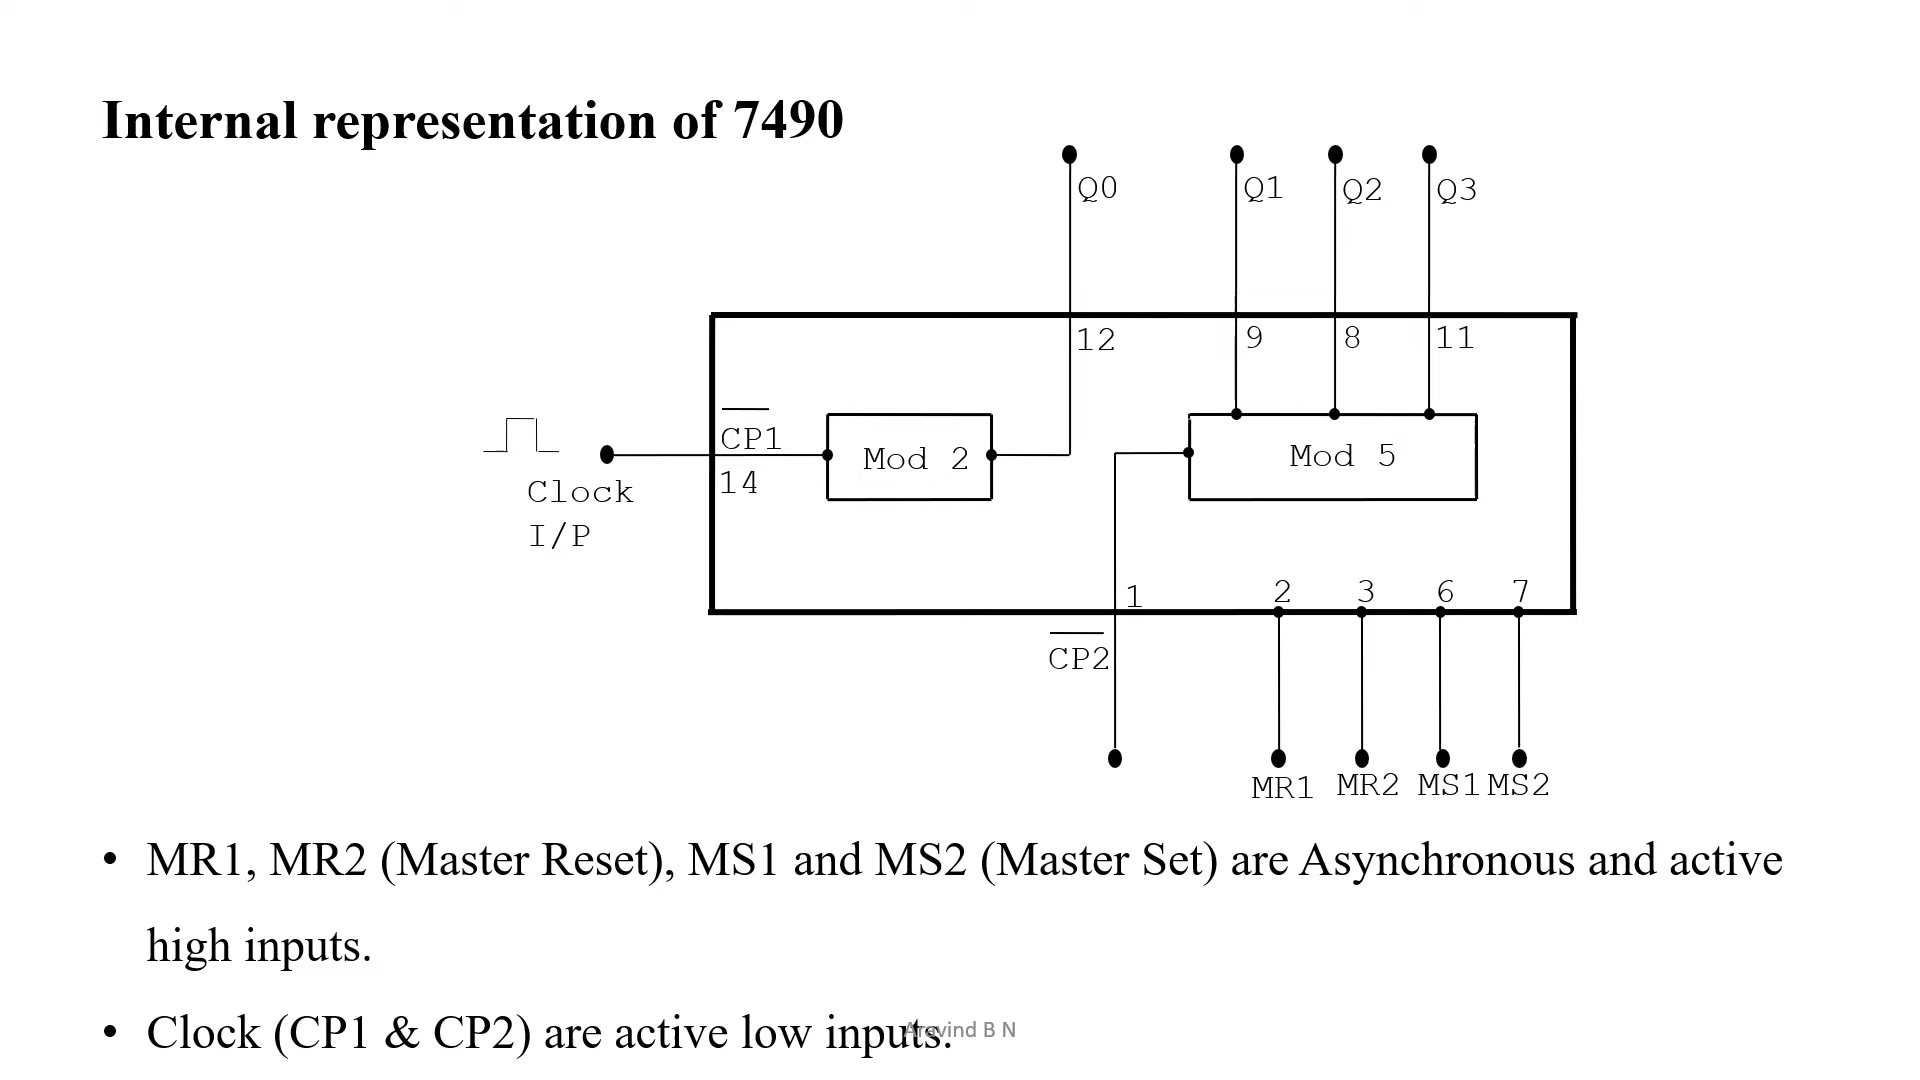 Internal representation of 7490
Q0 Q1 Q2 Q3
12 9 8 11
CP1
Mod 2 Mod 5
14
Clock
I/P
1 2 3 6 7
CP2
MR1 MR2 MS1 MS2
• MR1, MR2 (Master Reset), MS1 and MS2 (Master Set) are Asynchronous and active
high inputs.
• Clock (CP1 & CP2) are active low inputs.
Aravind B N